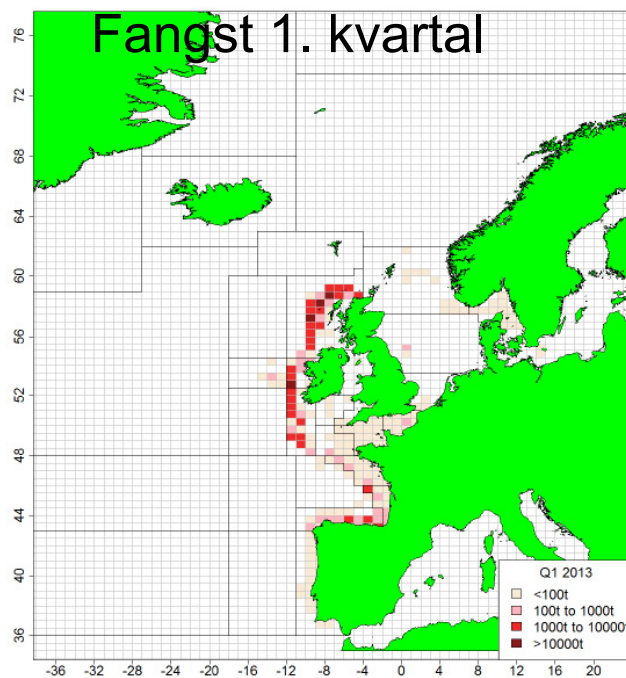 Fangst 1. kvartal
76
72
68
64
60
56
52
48
44
40
36
-36 -32 -28 -24 -20 -16 -12 -8 -4 0 4 8 12 16 20
Q1 2013
<100t
100t to 1000t
1000t to 10000t
>10000t